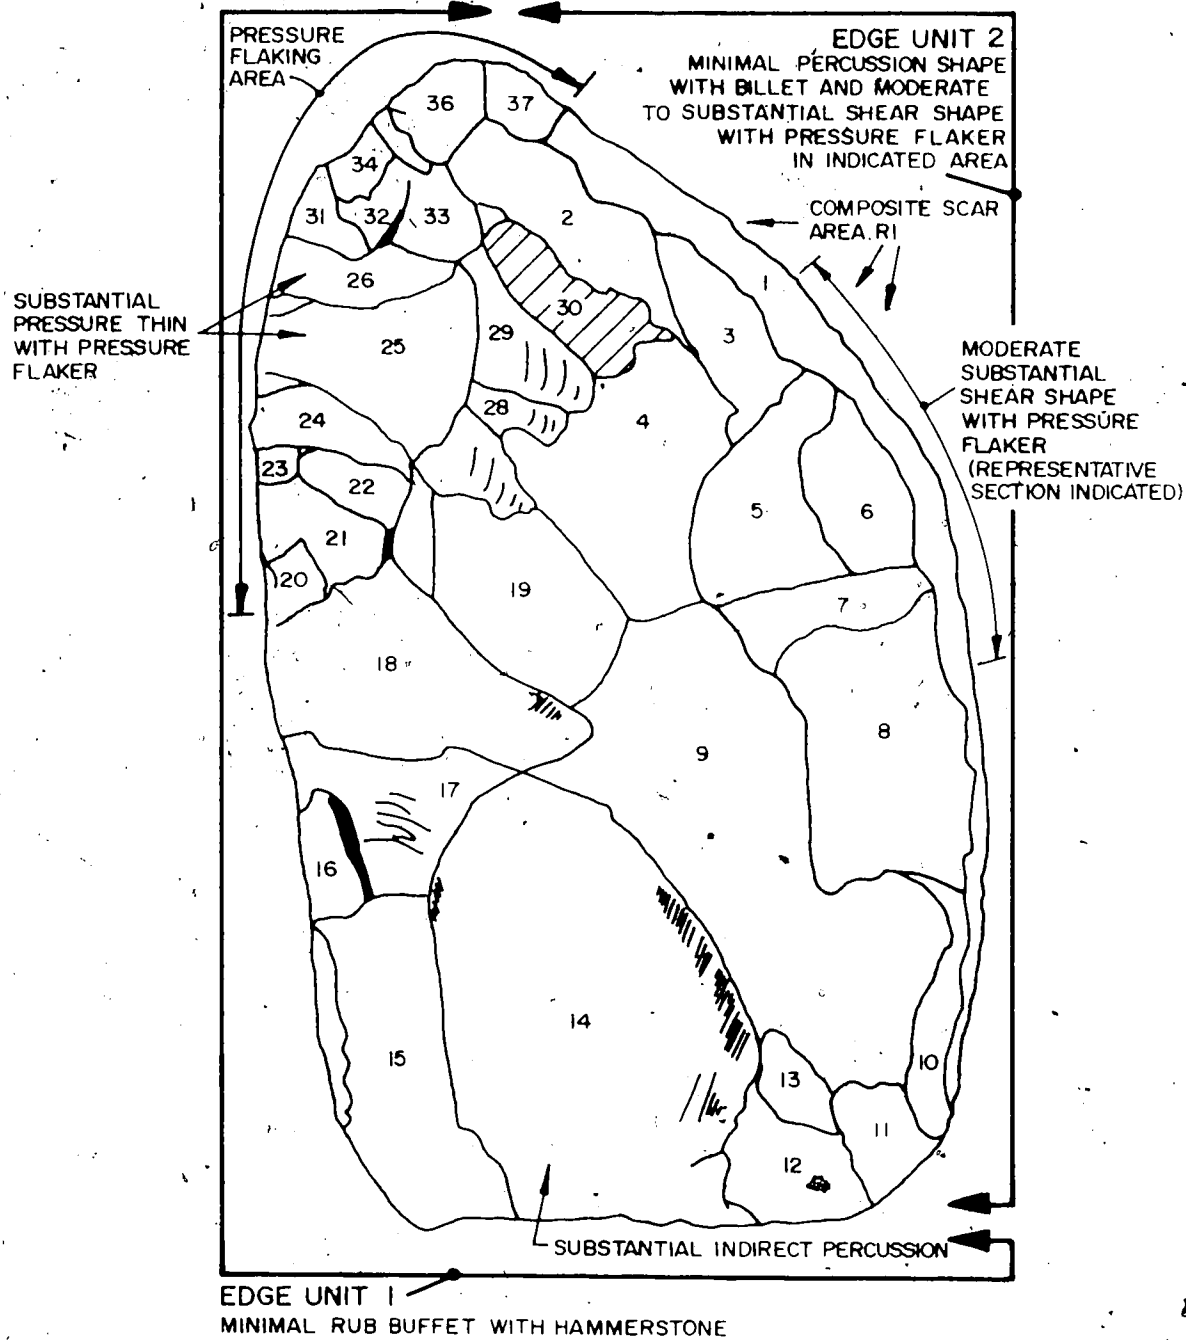 PRESSURE
FLAKING
AREA
EDGE UNIT 2
MINIMAL PERCUSSION SHAPE
WITH BILLET AND MODERATE
TO SUBSTANTIAL SHEAR SHAPE
WITH PRESSURE FLAKER
IN INDICATED AREA
COMPOSITE SCAR
AREA R1
SUBSTANTIAL
PRESSURE THIN
WITH PRESSURE
FLAKER
MODERATE
SUBSTANTIAL
SHEAR SHAPE
WITH PRESSURE
FLAKER
(REPRESENTATIVE
SECTION INDICATED)
36
37
34
31
32
33
2
26
1
30
25
29
3
28
24
4
23
22
5
6
21
20
19
7
18
8
9
17
16
14
15
10
13
11
12
SUBSTANTIAL INDIRECT PERCUSSION
EDGE UNIT 1
MINIMAL RUB BUFFET WITH HAMMERSTONE